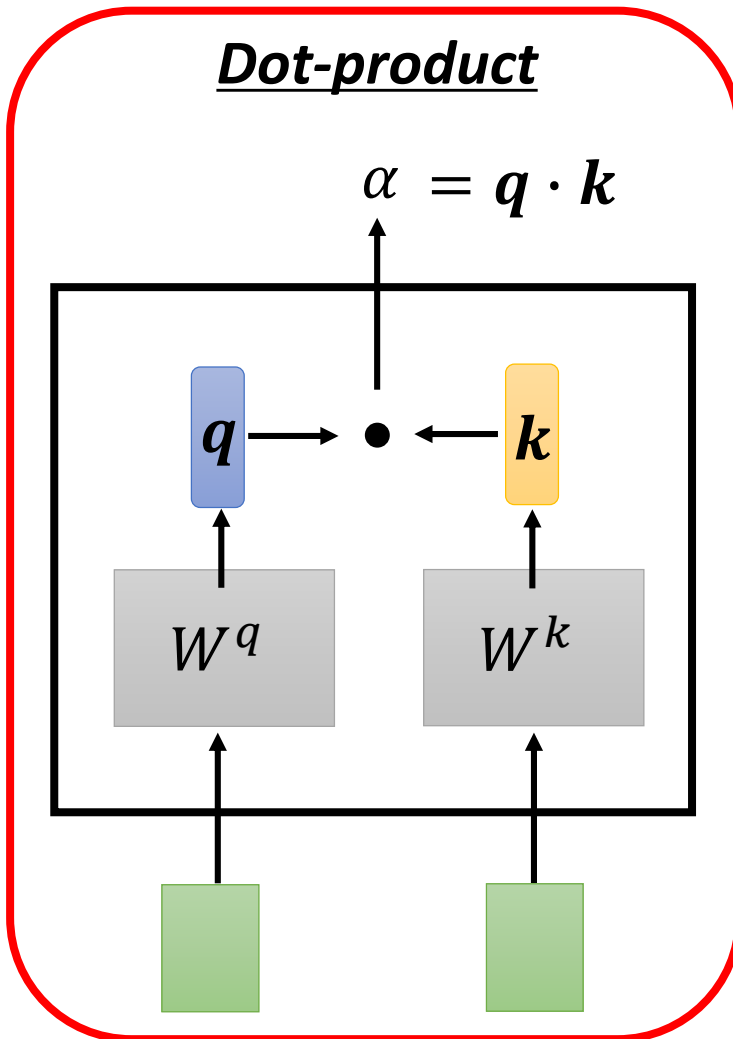 Dot-product
α = q · k
q
k
W^q
W^k